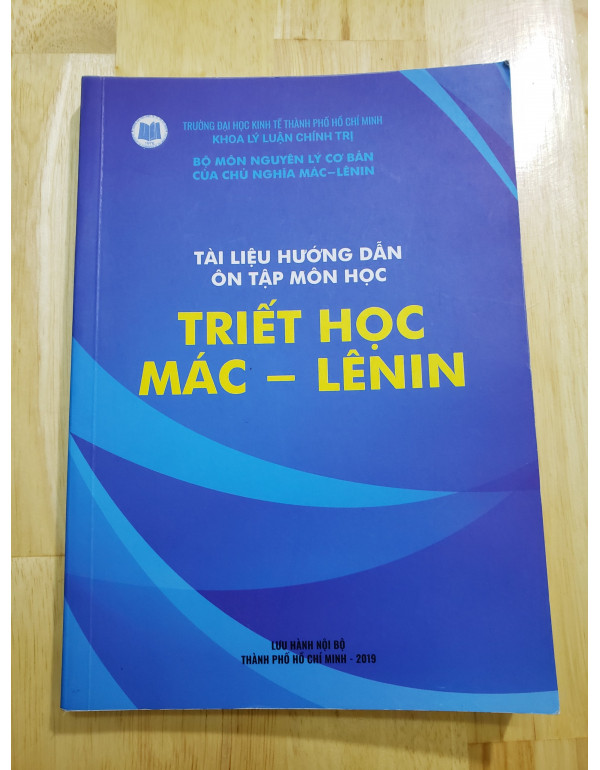 TRƯỜNG ĐẠI HỌC KINH TẾ THÀNH PHỐ HỒ CHÍ MINH
KHOA LÝ LUẬN CHÍNH TRỊ
BỘ MÔN NGUYÊN LÝ CƠ BẢN
CỦA CHỦ NGHĨA MÁC–LÊNIN
TÀI LIỆU HƯỚNG DẪN
ÔN TẬP MÔN HỌC
TRIẾT HỌC
MÁC – LÊNIN
LƯU HÀNH NỘI BỘ
THÀNH PHỐ HỒ CHÍ MINH - 2019